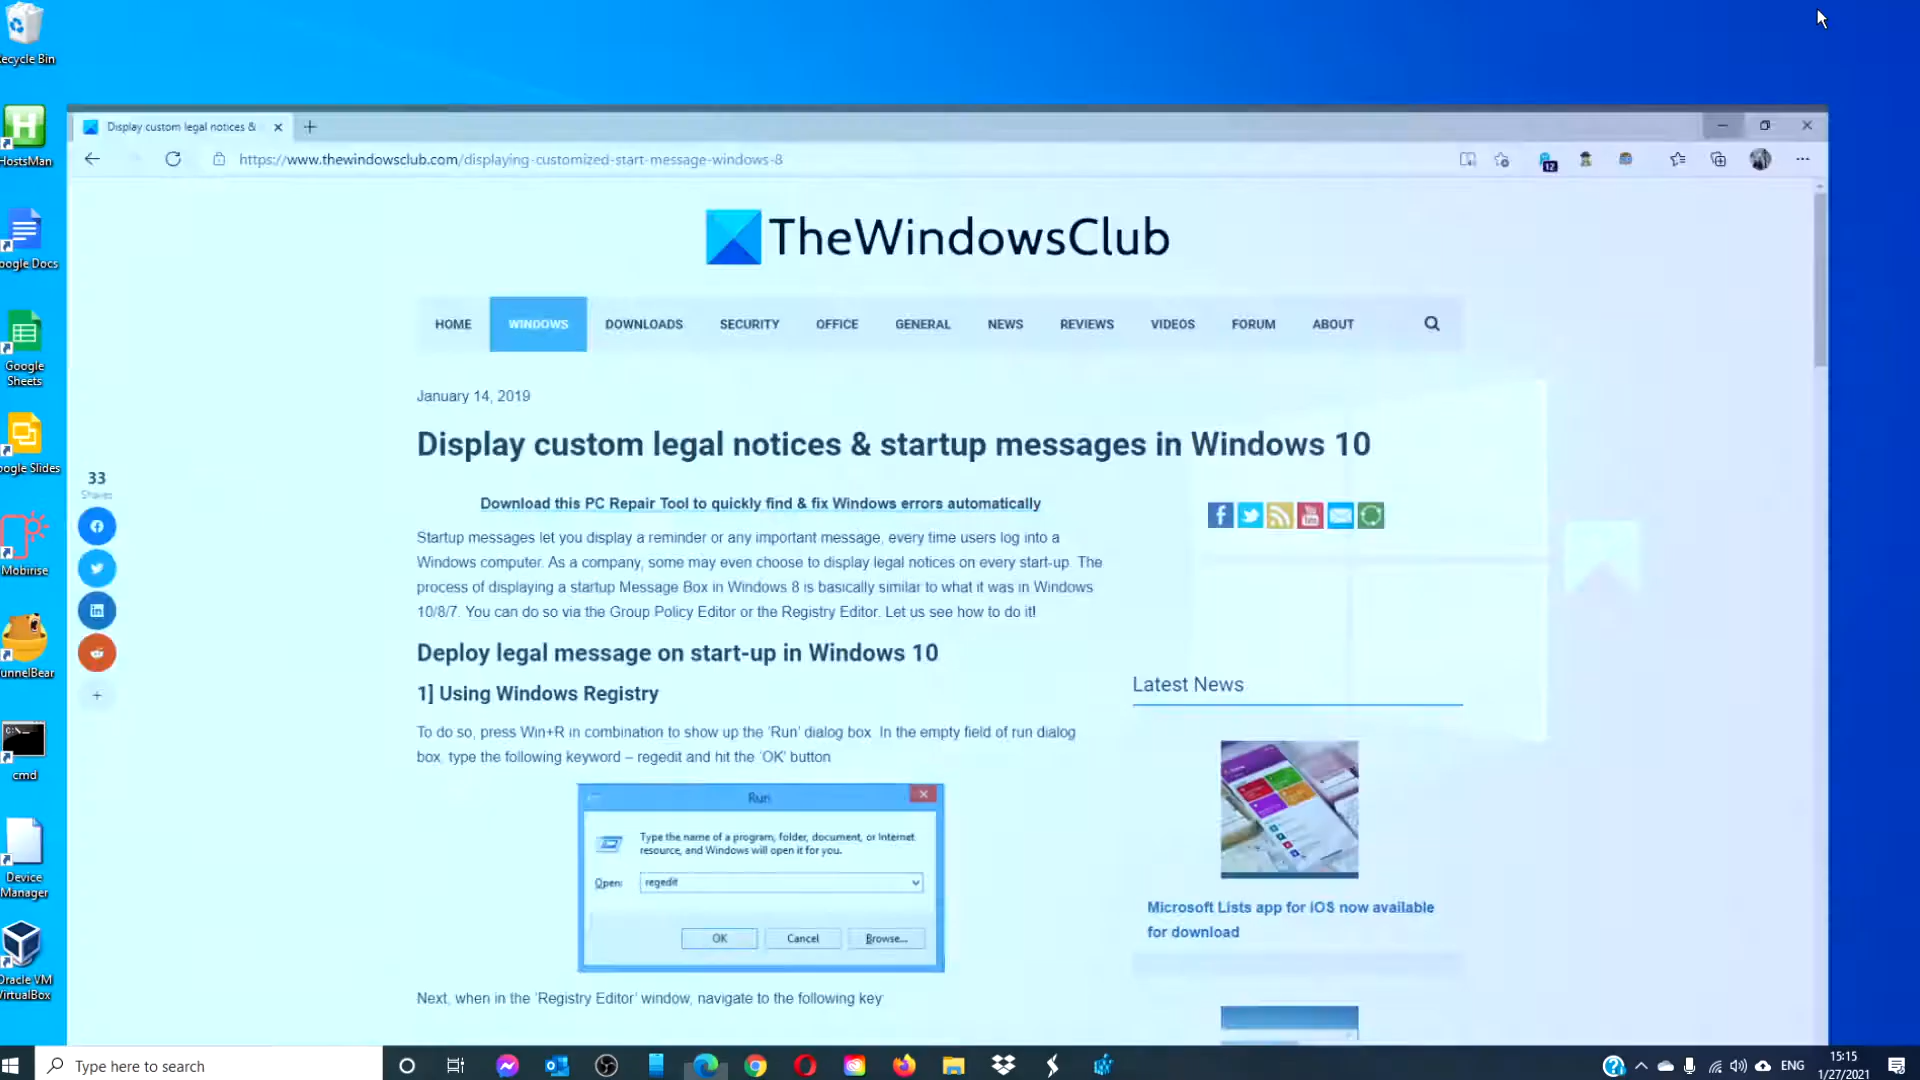 ecycle Bin
HostsMan
oogle Docs
Google
Sheets
oogle Slides
Mobirise
unnelBear
cmd
Device
Manager
Oracle VM
VirtualBox
Display custom legal notices &
https://www.thewindowsclub.com/displaying-customized-start-message-windows-8
12
TheWindowsClub
HOME WINDOWS DOWNLOADS SECURITY OFFICE GENERAL NEWS REVIEWS VIDEOS FORUM ABOUT
January 14, 2019
Display custom legal notices & startup messages in Windows 10
33
Shares
Download this PC Repair Tool to quickly find & fix Windows errors automatically
Startup messages let you display a reminder or any important message, every time users log into a
Windows computer. As a company, some may even choose to display legal notices on every start-up. The
process of displaying a startup Message Box in Windows 8 is basically similar to what it was in Windows
10/8/7. You can do so via the Group Policy Editor or the Registry Editor. Let us see how to do it!
Deploy legal message on start-up in Windows 10
1] Using Windows Registry
To do so, press Win+R in combination to show up the ‘Run’ dialog box. In the empty field of run dialog
box, type the following keyword – regedit and hit the ‘OK’ button
Run
Type the name of a program, folder, document, or Internet
resource, and Windows will open it for you.
Open: regedit
OK Cancel Browse...
Next, when in the ‘Registry Editor’ window, navigate to the following key
Latest News
Microsoft Lists app for iOS now available
for download
Type here to search
ENG
15:15
1/27/2021